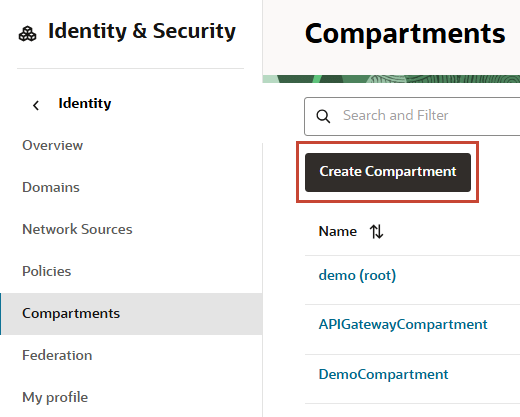 Identity & Security
Identity
Overview
Domains
Network Sources
Policies
Compartments
Federation
My profile
Compartments
Search and Filter
Create Compartment
Name
demo (root)
APIGatewayCompartment
DemoCompartment